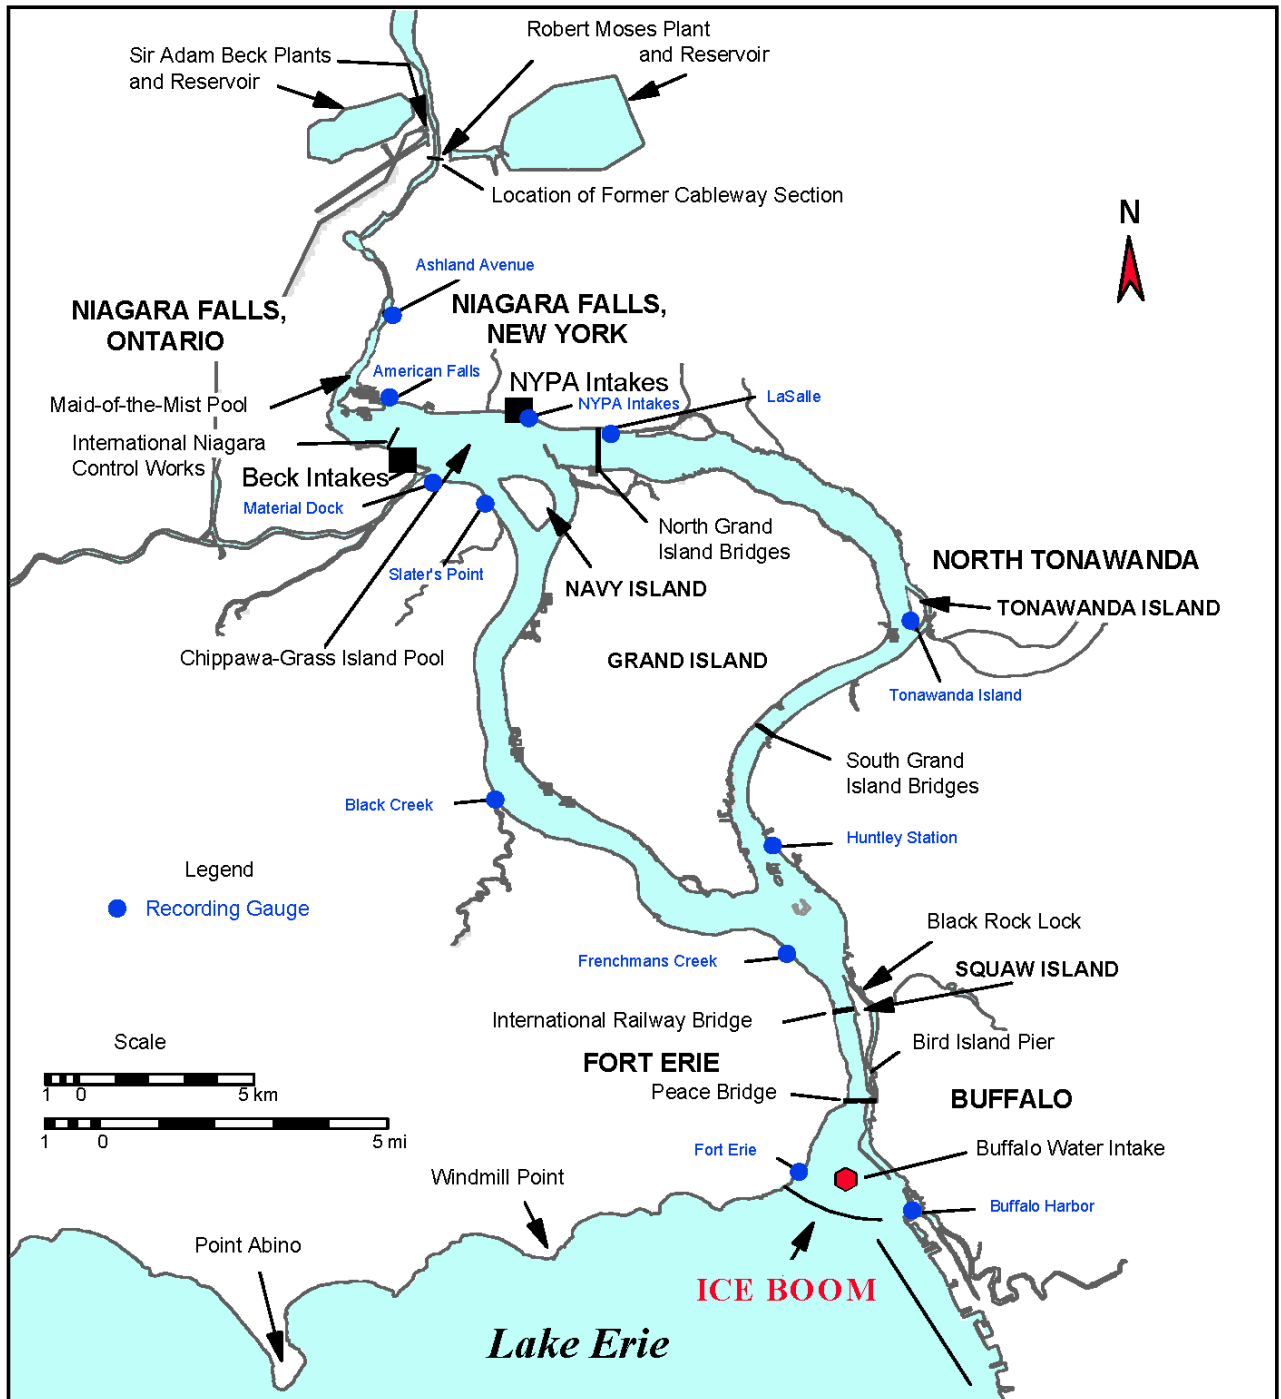 Sir Adam Beck Plants
and Reservoir
Robert Moses Plant
and Reservoir
Location of Former Cableway Section
N
Ashland Avenue
NIAGARA FALLS,
ONTARIO
NIAGARA FALLS,
NEW YORK
American Falls
NYPA Intakes
NYPA Intakes
LaSalle
Maid-of-the-Mist Pool
International Niagara
Control Works
Beck Intakes
Material Dock
North Grand
Island Bridges
Slater's Point
NAVY ISLAND
NORTH TONAWANDA
TONAWANDA ISLAND
Chippawa-Grass Island Pool
GRAND ISLAND
Tonawanda Island
South Grand
Island Bridges
Black Creek
Huntley Station
Legend
Recording Gauge
Black Rock Lock
Frenchmans Creek
SQUAW ISLAND
International Railway Bridge
Bird Island Pier
Scale
1 0 5 km
1 0 5 mi
FORT ERIE
Peace Bridge
BUFFALO
Fort Erie
Buffalo Water Intake
Windmill Point
Buffalo Harbor
Point Abino
ICE BOOM
Lake Erie